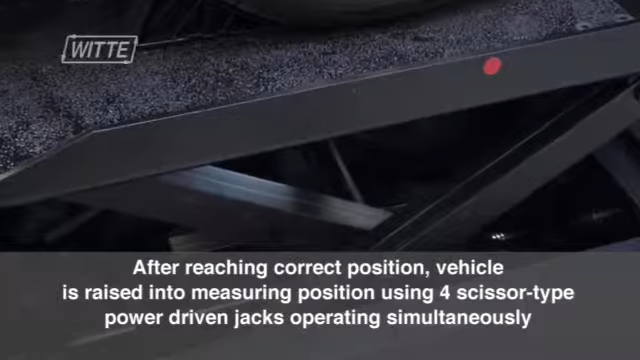 WITTE
After reaching correct position, vehicle
is raised into measuring position using 4 scissor-type
power driven jacks operating simultaneously